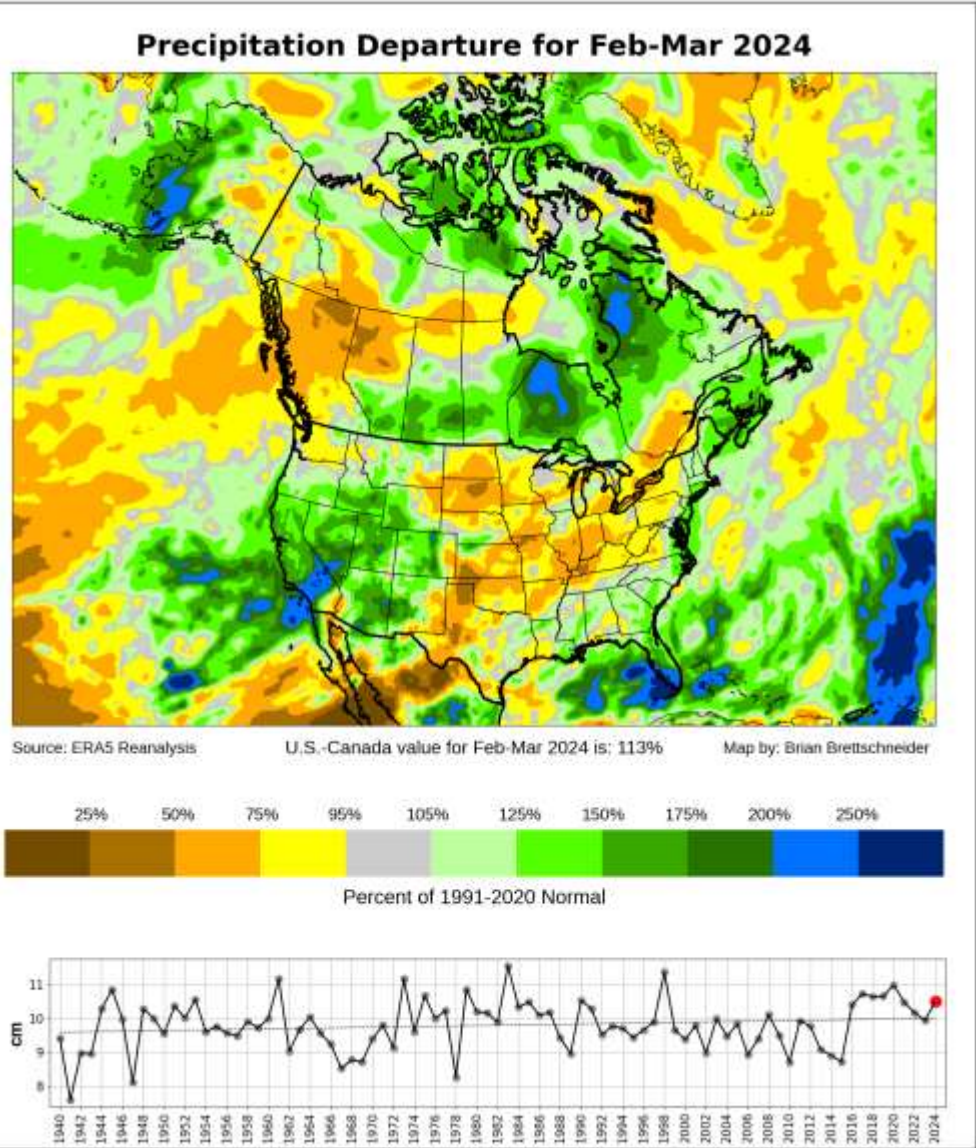 Precipitation Departure for Feb-Mar 2024
Source: ERA5 Reanalysis U.S.-Canada value for Feb-Mar 2024 is: 113% Map by: Brian Brettschneider
25% 50% 75% 95% 105% 125% 150% 175% 200% 250%
Percent of 1991-2020 Normal
11
10
9
8
cm
1940 1942 1944 1946 1948 1950 1952 1954 1956 1958 1960 1962 1964 1966 1968 1970 1972 1974 1976 1978 1980 1982 1984 1986 1988 1990 1992 1994 1996 1998 2000 2002 2004 2006 2008 2010 2012 2014 2016 2018 2020 2022 2024